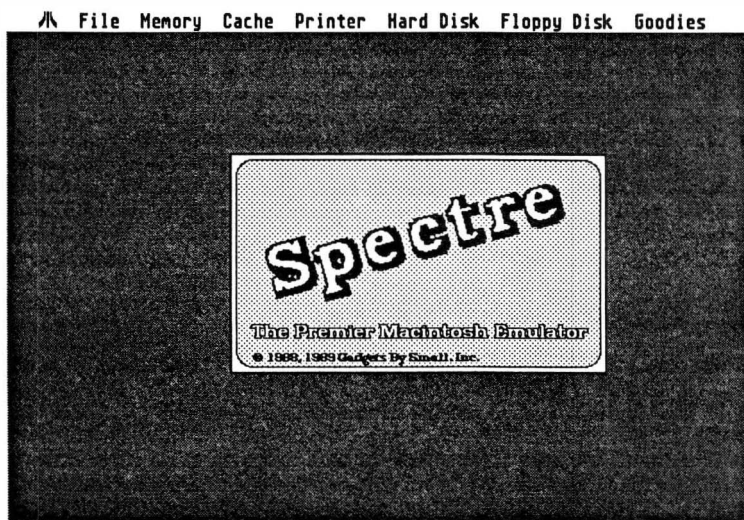 File Memory Cache Printer Hard Disk Floppy Disk Goodies
Spectre
The Premier Macintosh Emulator
© 1988, 1989 Gadgets By Small, Inc.